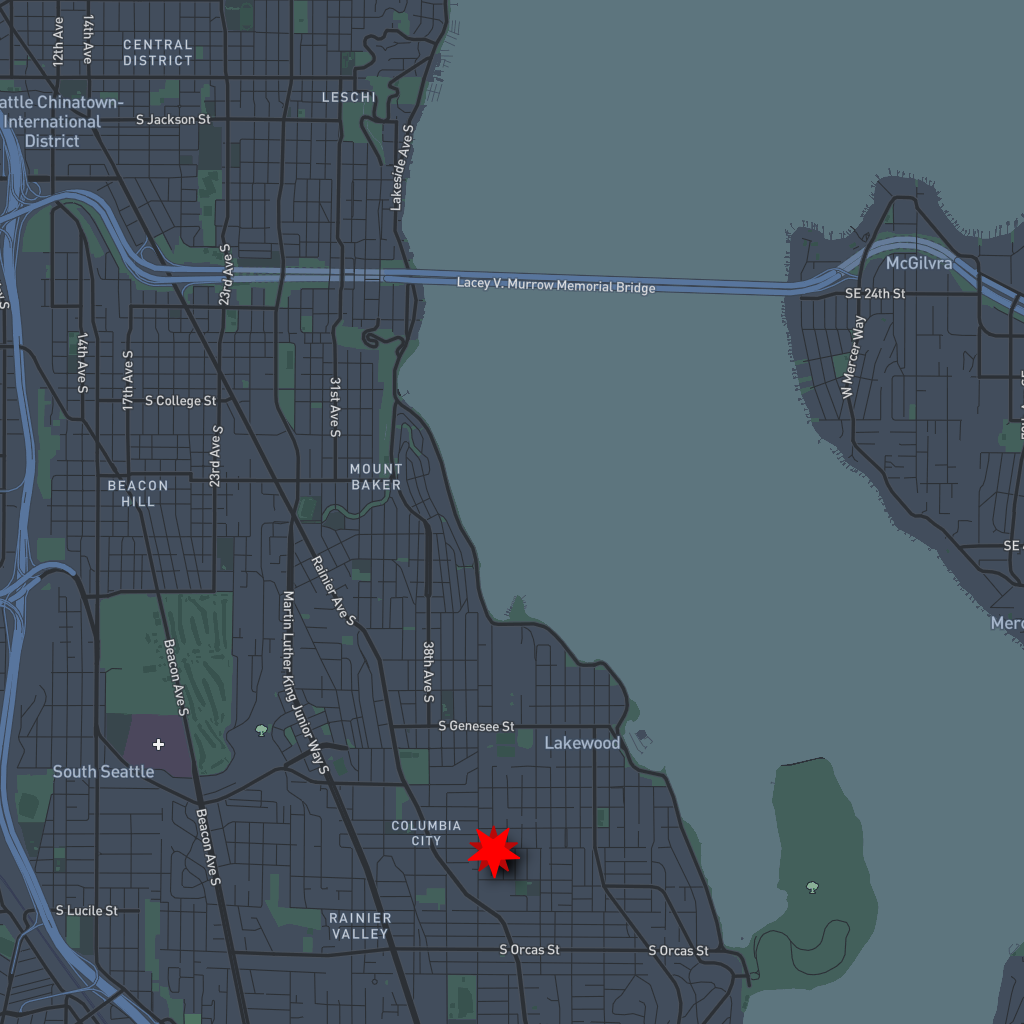 12th Ave
14th Ave
CENTRAL
DISTRICT
LESCHI
attle Chinatown-
International
District
S Jackson St
Lakeside Ave S
23rd Ave S
Lacey V. Murrow Memorial Bridge
McGilvra
SE 24th St
W Mercer Way
14th Ave S
17th Ave S
31st Ave S
S College St
23rd Ave S
MOUNT
BAKER
BEACON
HILL
Rainier Ave S
SE
Merc
Martin Luther King Junior Way S
38th Ave S
Beacon Ave S
S Genesee St
Lakewood
South Seattle
Beacon Ave S
COLUMBIA
CITY
S Lucile St
RAINIER
VALLEY
S Orcas St
S Orcas St